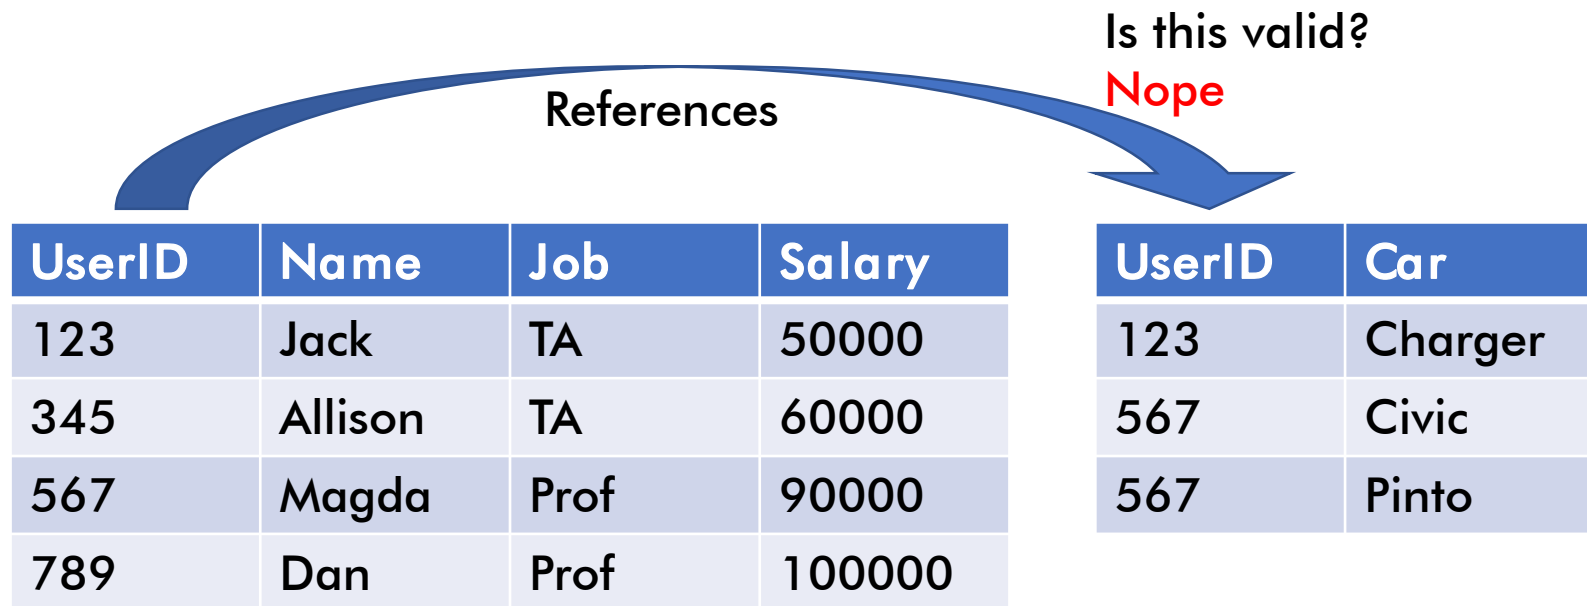 Is this valid?
Nope
References
UserID Name Job Salary
123 Jack TA 50000
345 Allison TA 60000
567 Magda Prof 90000
789 Dan Prof 100000
UserID Car
123 Charger
567 Civic
567 Pinto